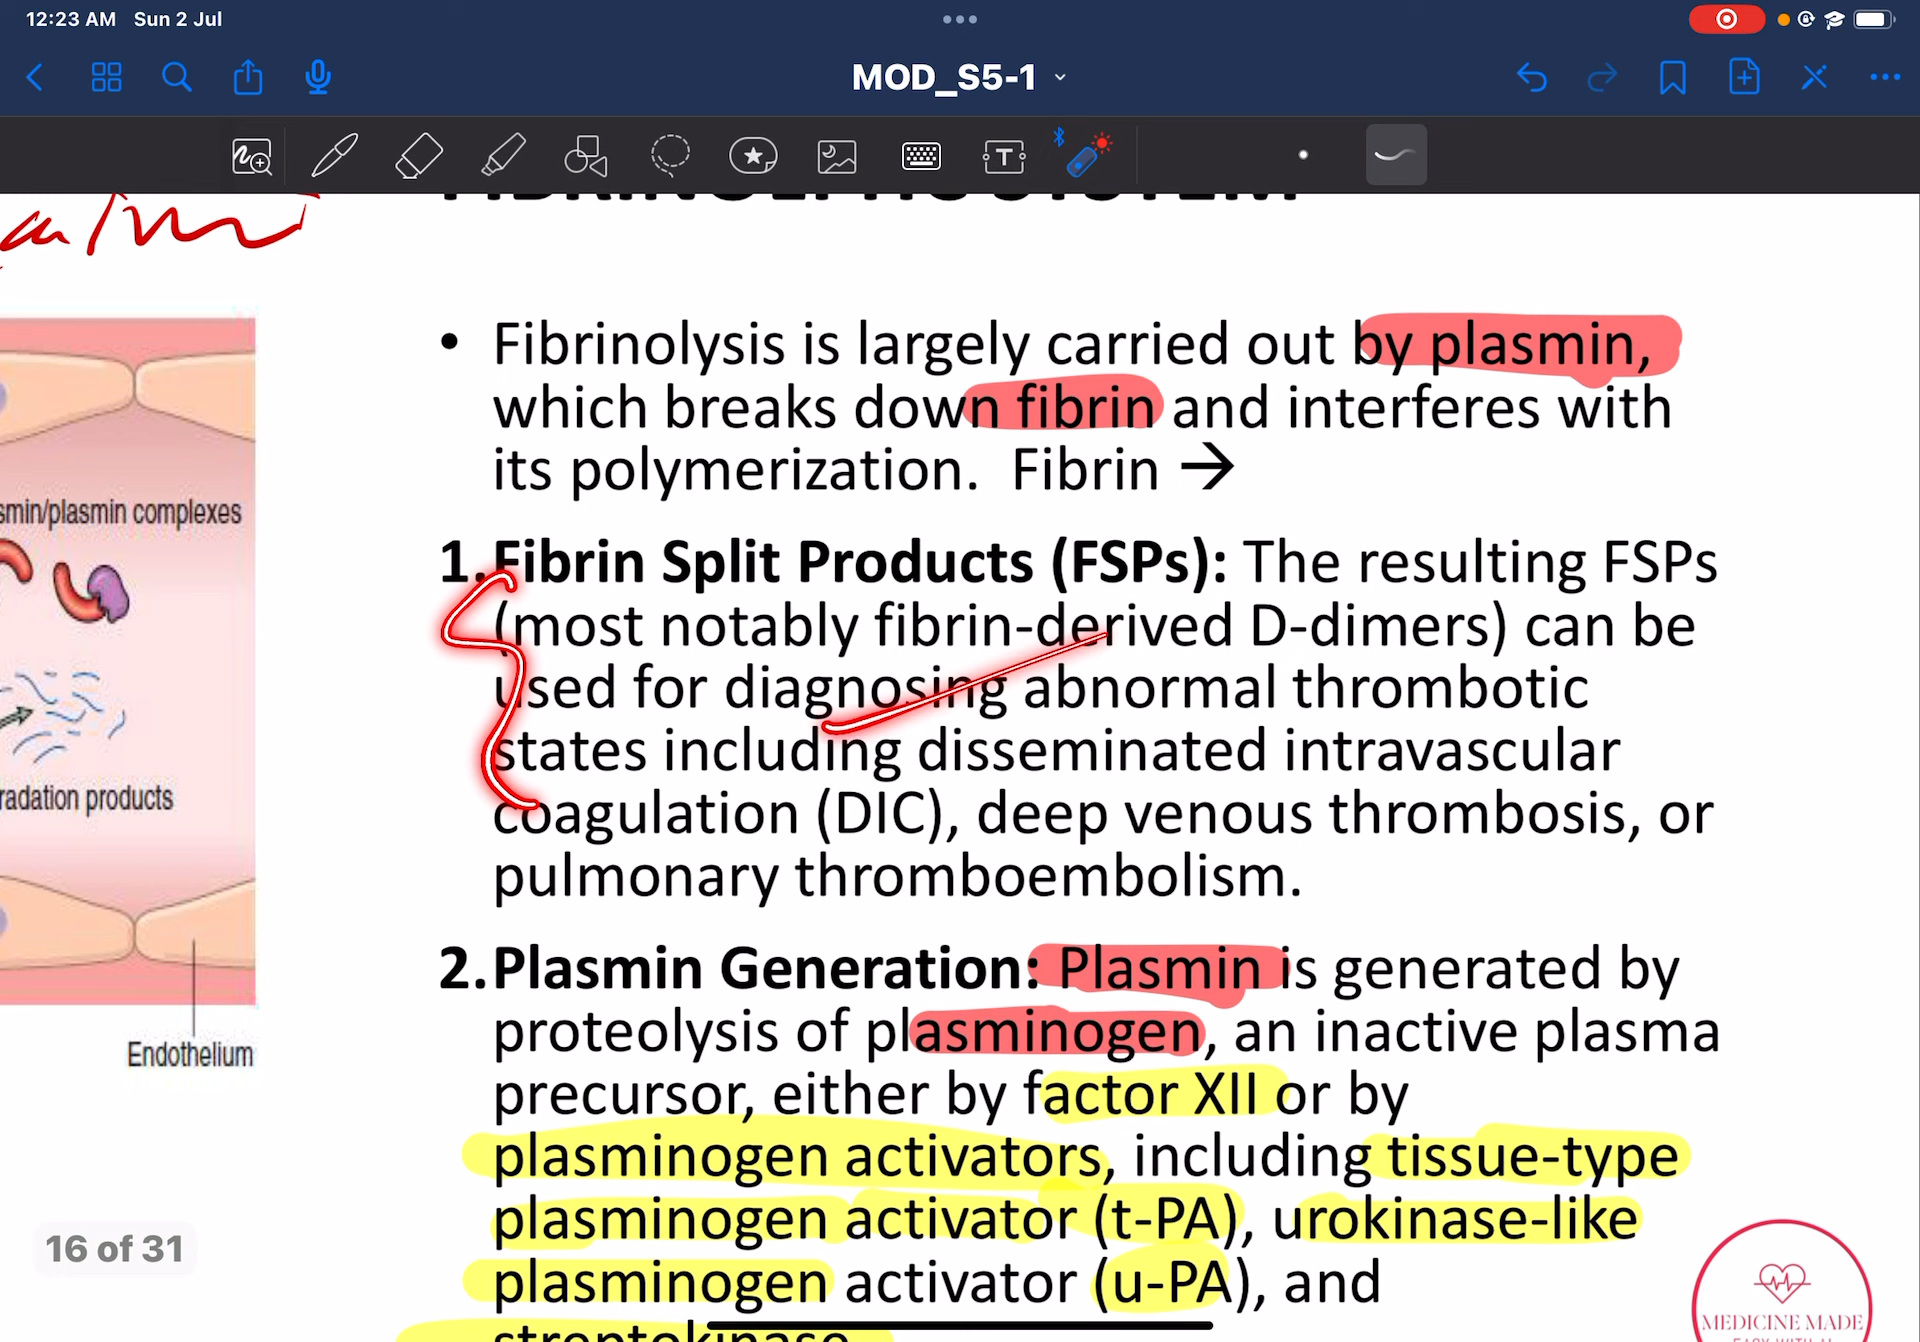 12:23 AM Sun 2 Jul
MOD_S5-1
• Fibrinolysis is largely carried out by plasmin,
which breaks down fibrin and interferes with
its polymerization. Fibrin →
1. Fibrin Split Products (FSPs): The resulting FSPs
(most notably fibrin-derived D-dimers) can be
used for diagnosing abnormal thrombotic
states including disseminated intravascular
coagulation (DIC), deep venous thrombosis, or
pulmonary thromboembolism.
2. Plasmin Generation: Plasmin is generated by
proteolysis of plasminogen, an inactive plasma
precursor, either by factor XII or by
plasminogen activators, including tissue-type
plasminogen activator (t-PA), urokinase-like
plasminogen activator (u-PA), and
streptokinase
smin/plasmin complexes
radation products
Endothelium
16 of 31
MEDICINE MADE